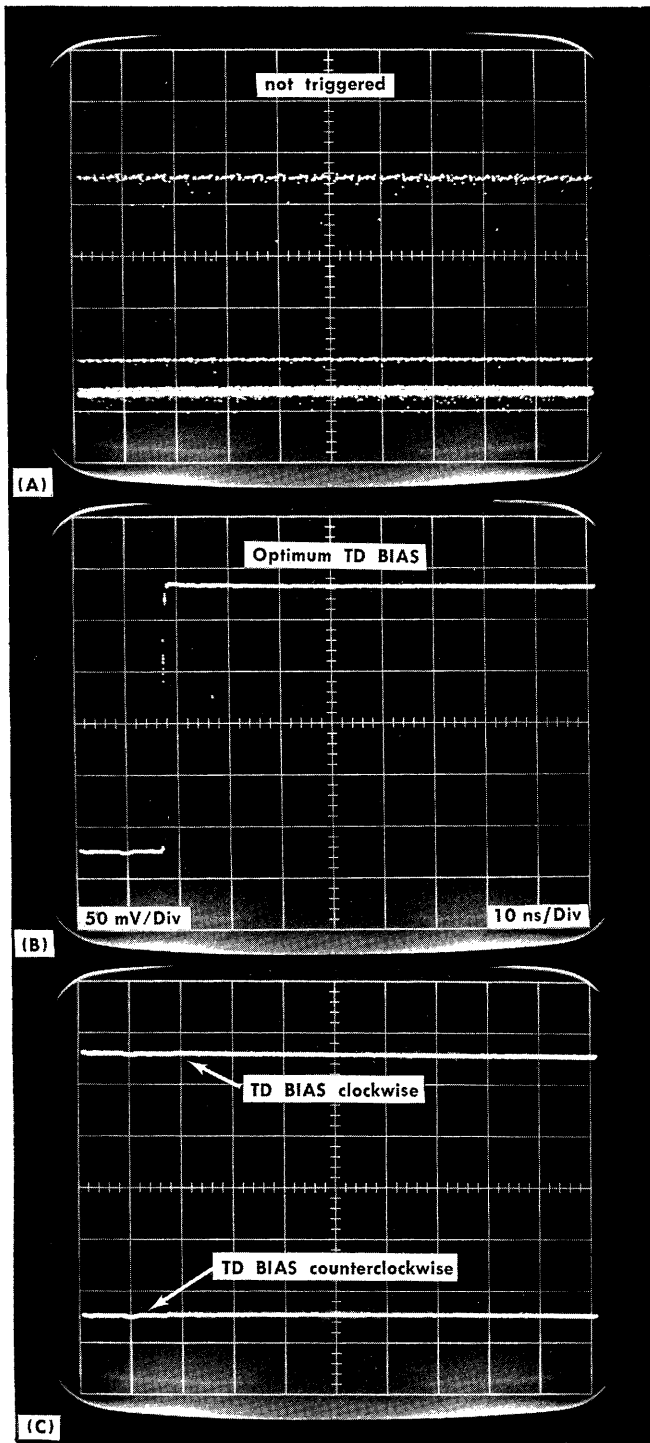 not triggered
(A)
Optimum TD BIAS
50 mV/Div
10 ns/Div
(B)
TD BIAS clockwise
TD BIAS counterclockwise
(C)